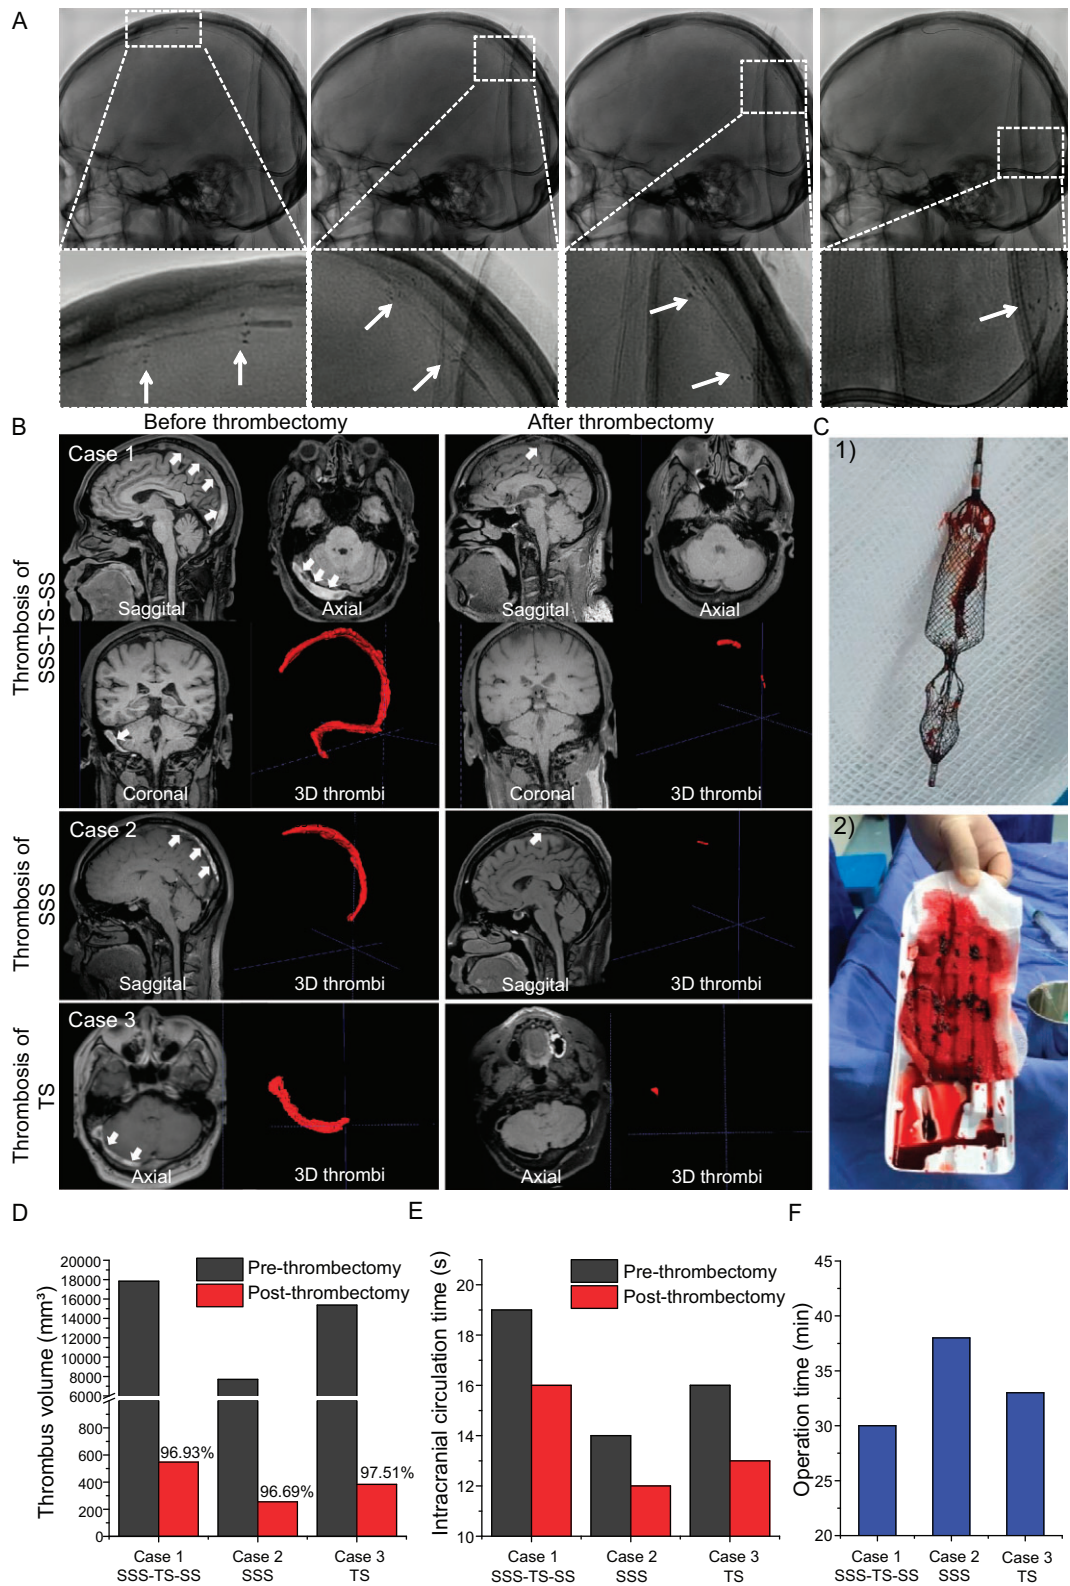 A
B
Before thrombectomy
After thrombectomy
C
Thrombosis of
SSS-TS-SS
Case 1
Saggital
Axial
Saggital
Axial
Coronal
3D thrombi
Coronal
3D thrombi
Thrombosis of
SSS
Case 2
Saggital
3D thrombi
Saggital
3D thrombi
Thrombosis of
TS
Case 3
Axial
3D thrombi
Axial
3D thrombi
1)
2)
D
Thrombus volume (mm³)
20000
18000
16000
14000
12000
10000
8000
6000
800
600
400
200
0
Pre-thrombectomy
Post-thrombectomy
96.93%
96.69%
97.51%
Case 1
SSS-TS-SS
Case 2
SSS
Case 3
TS
E
Intracranial circulation time (s)
20
18
16
14
12
10
Pre-thrombectomy
Post-thrombectomy
Case 1
SSS-TS-SS
Case 2
SSS
Case 3
TS
F
Operation time (min)
45
40
35
30
25
20
Case 1
SSS-TS-SS
Case 2
SSS
Case 3
TS